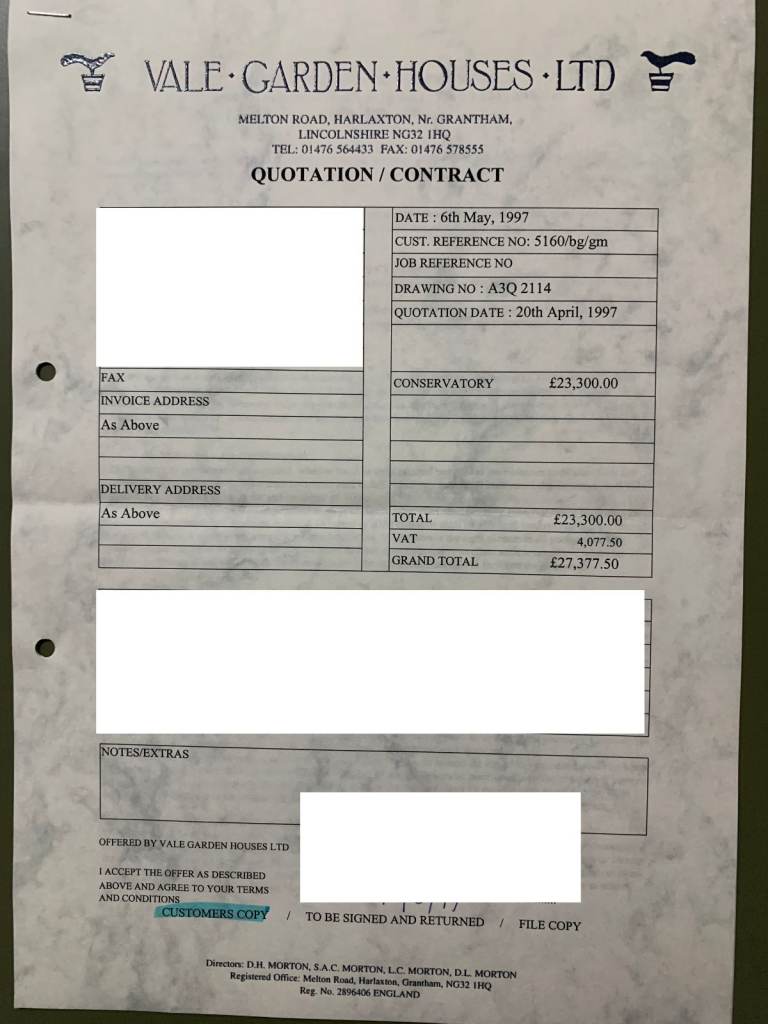 VALE · GARDEN · HOUSES · LTD
MELTON ROAD, HARLAXTON, Nr. GRANTHAM,
LINCOLNSHIRE NG32 1HQ
TEL: 01476 564433 FAX: 01476 578555
QUOTATION / CONTRACT
DATE : 6th May, 1997
CUST. REFERENCE NO: 5160/bg/gm
JOB REFERENCE NO
DRAWING NO : A3Q 2114
QUOTATION DATE : 20th April, 1997
FAX
INVOICE ADDRESS
As Above
DELIVERY ADDRESS
As Above
CONSERVATORY £23,300.00
TOTAL £23,300.00
VAT 4,077.50
GRAND TOTAL £27,377.50
NOTES/EXTRAS
OFFERED BY VALE GARDEN HOUSES LTD
I ACCEPT THE OFFER AS DESCRIBED
ABOVE AND AGREE TO YOUR TERMS
AND CONDITIONS
CUSTOMERS COPY / TO BE SIGNED AND RETURNED / FILE COPY
Directors: D.H. MORTON, S.A.C. MORTON, L.C. MORTON, D.L. MORTON
Registered Office: Melton Road, Harlaxton, Grantham, NG32 1HQ
Reg. No. 2896406 ENGLAND